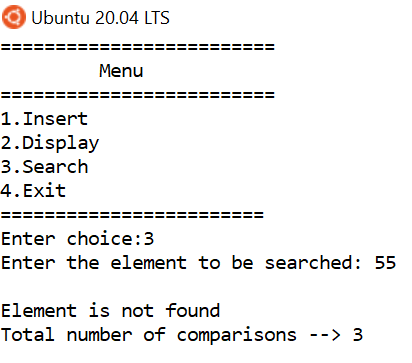 Ubuntu 20.04 LTS
=========================
Menu
=========================
1.Insert
2.Display
3.Search
4.Exit
========================
Enter choice:3
Enter the element to be searched: 55
Element is not found
Total number of comparisons --> 3